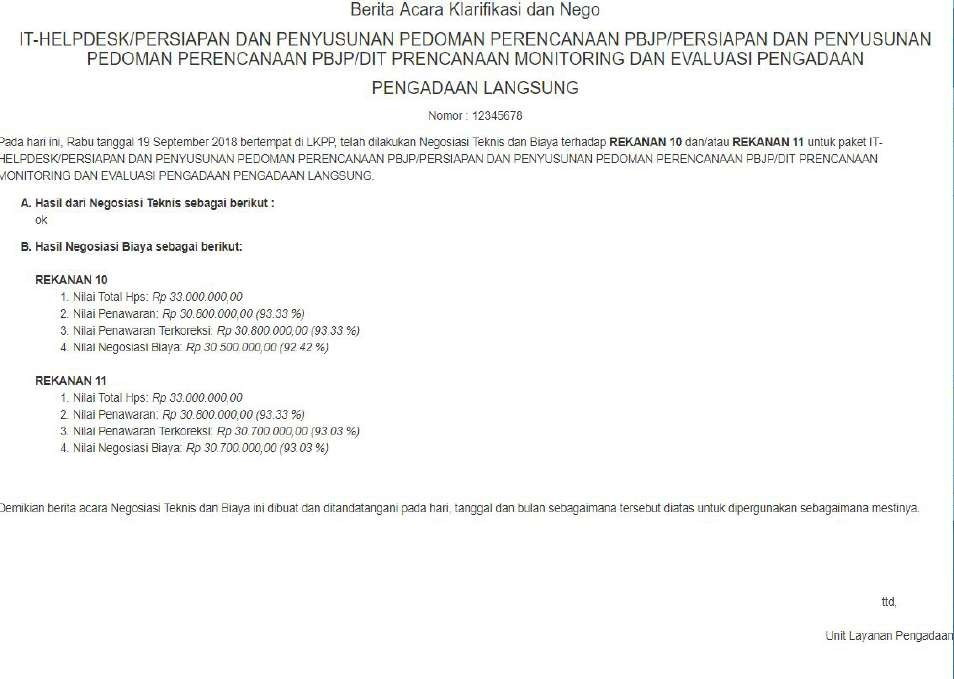 Berita Acara Klarifikasi dan Nego
IT-HELPDESK/PERSIAPAN DAN PENYUSUNAN PEDOMAN PERENCANAAN PBJP/PERSIAPAN DAN PENYUSUNAN
PEDOMAN PERENCANAAN PBJP/DIT PRENCANAAN MONITORING DAN EVALUASI PENGADAAN
PENGADAAN LANGSUNG
Nomor : 12345678
Pada hari ini, Rabu tanggal 19 September 2018 bertempat di LKPP, telah dilakukan Negosiasi Teknis dan Biaya terhadap REKANAN 10 dan/atau REKANAN 11 untuk paket IT-
HELPDESK/PERSIAPAN DAN PENYUSUNAN PEDOMAN PERENCANAAN PBJP/PERSIAPAN DAN PENYUSUNAN PEDOMAN PERENCANAAN PBJP/DIT PRENCANAAN
MONITORING DAN EVALUASI PENGADAAN PENGADAAN LANGSUNG.
A. Hasil dari Negosiasi Teknis sebagai berikut :
ok
B. Hasil Negosiasi Biaya sebagai berikut:
REKANAN 10
1. Nilai Total Hps: Rp 33.000.000,00
2. Nilai Penawaran: Rp 30.800.000,00 (93.33 %)
3. Nilai Penawaran Terkoreksi: Rp 30.800.000,00 (93.33 %)
4. Nilai Negosiasi Biaya: Rp 30.500.000,00 (92.42 %)
REKANAN 11
1. Nilai Total Hps: Rp 33.000.000,00
2. Nilai Penawaran: Rp 30.800.000,00 (93.33 %)
3. Nilai Penawaran Terkoreksi: Rp 30.700.000,00 (93.03 %)
4. Nilai Negosiasi Biaya: Rp 30.700.000,00 (93.03 %)
Demikian berita acara Negosiasi Teknis dan Biaya ini dibuat dan ditandatangani pada hari, tanggal dan bulan sebagaimana tersebut diatas untuk dipergunakan sebagaimana mestinya.
ttd,
Unit Layanan Pengadaan